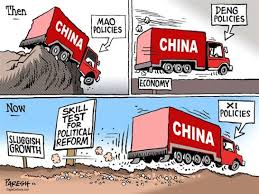 Then
CHINA
MAO
POLICIES
DENG
POLICIES
CHINA
ECONOMY
Now
SLUGGISH
GROWTH
SKILL
TEST FOR
POLITICAL
REFORM
CHINA
XI
POLICIES
PARESH